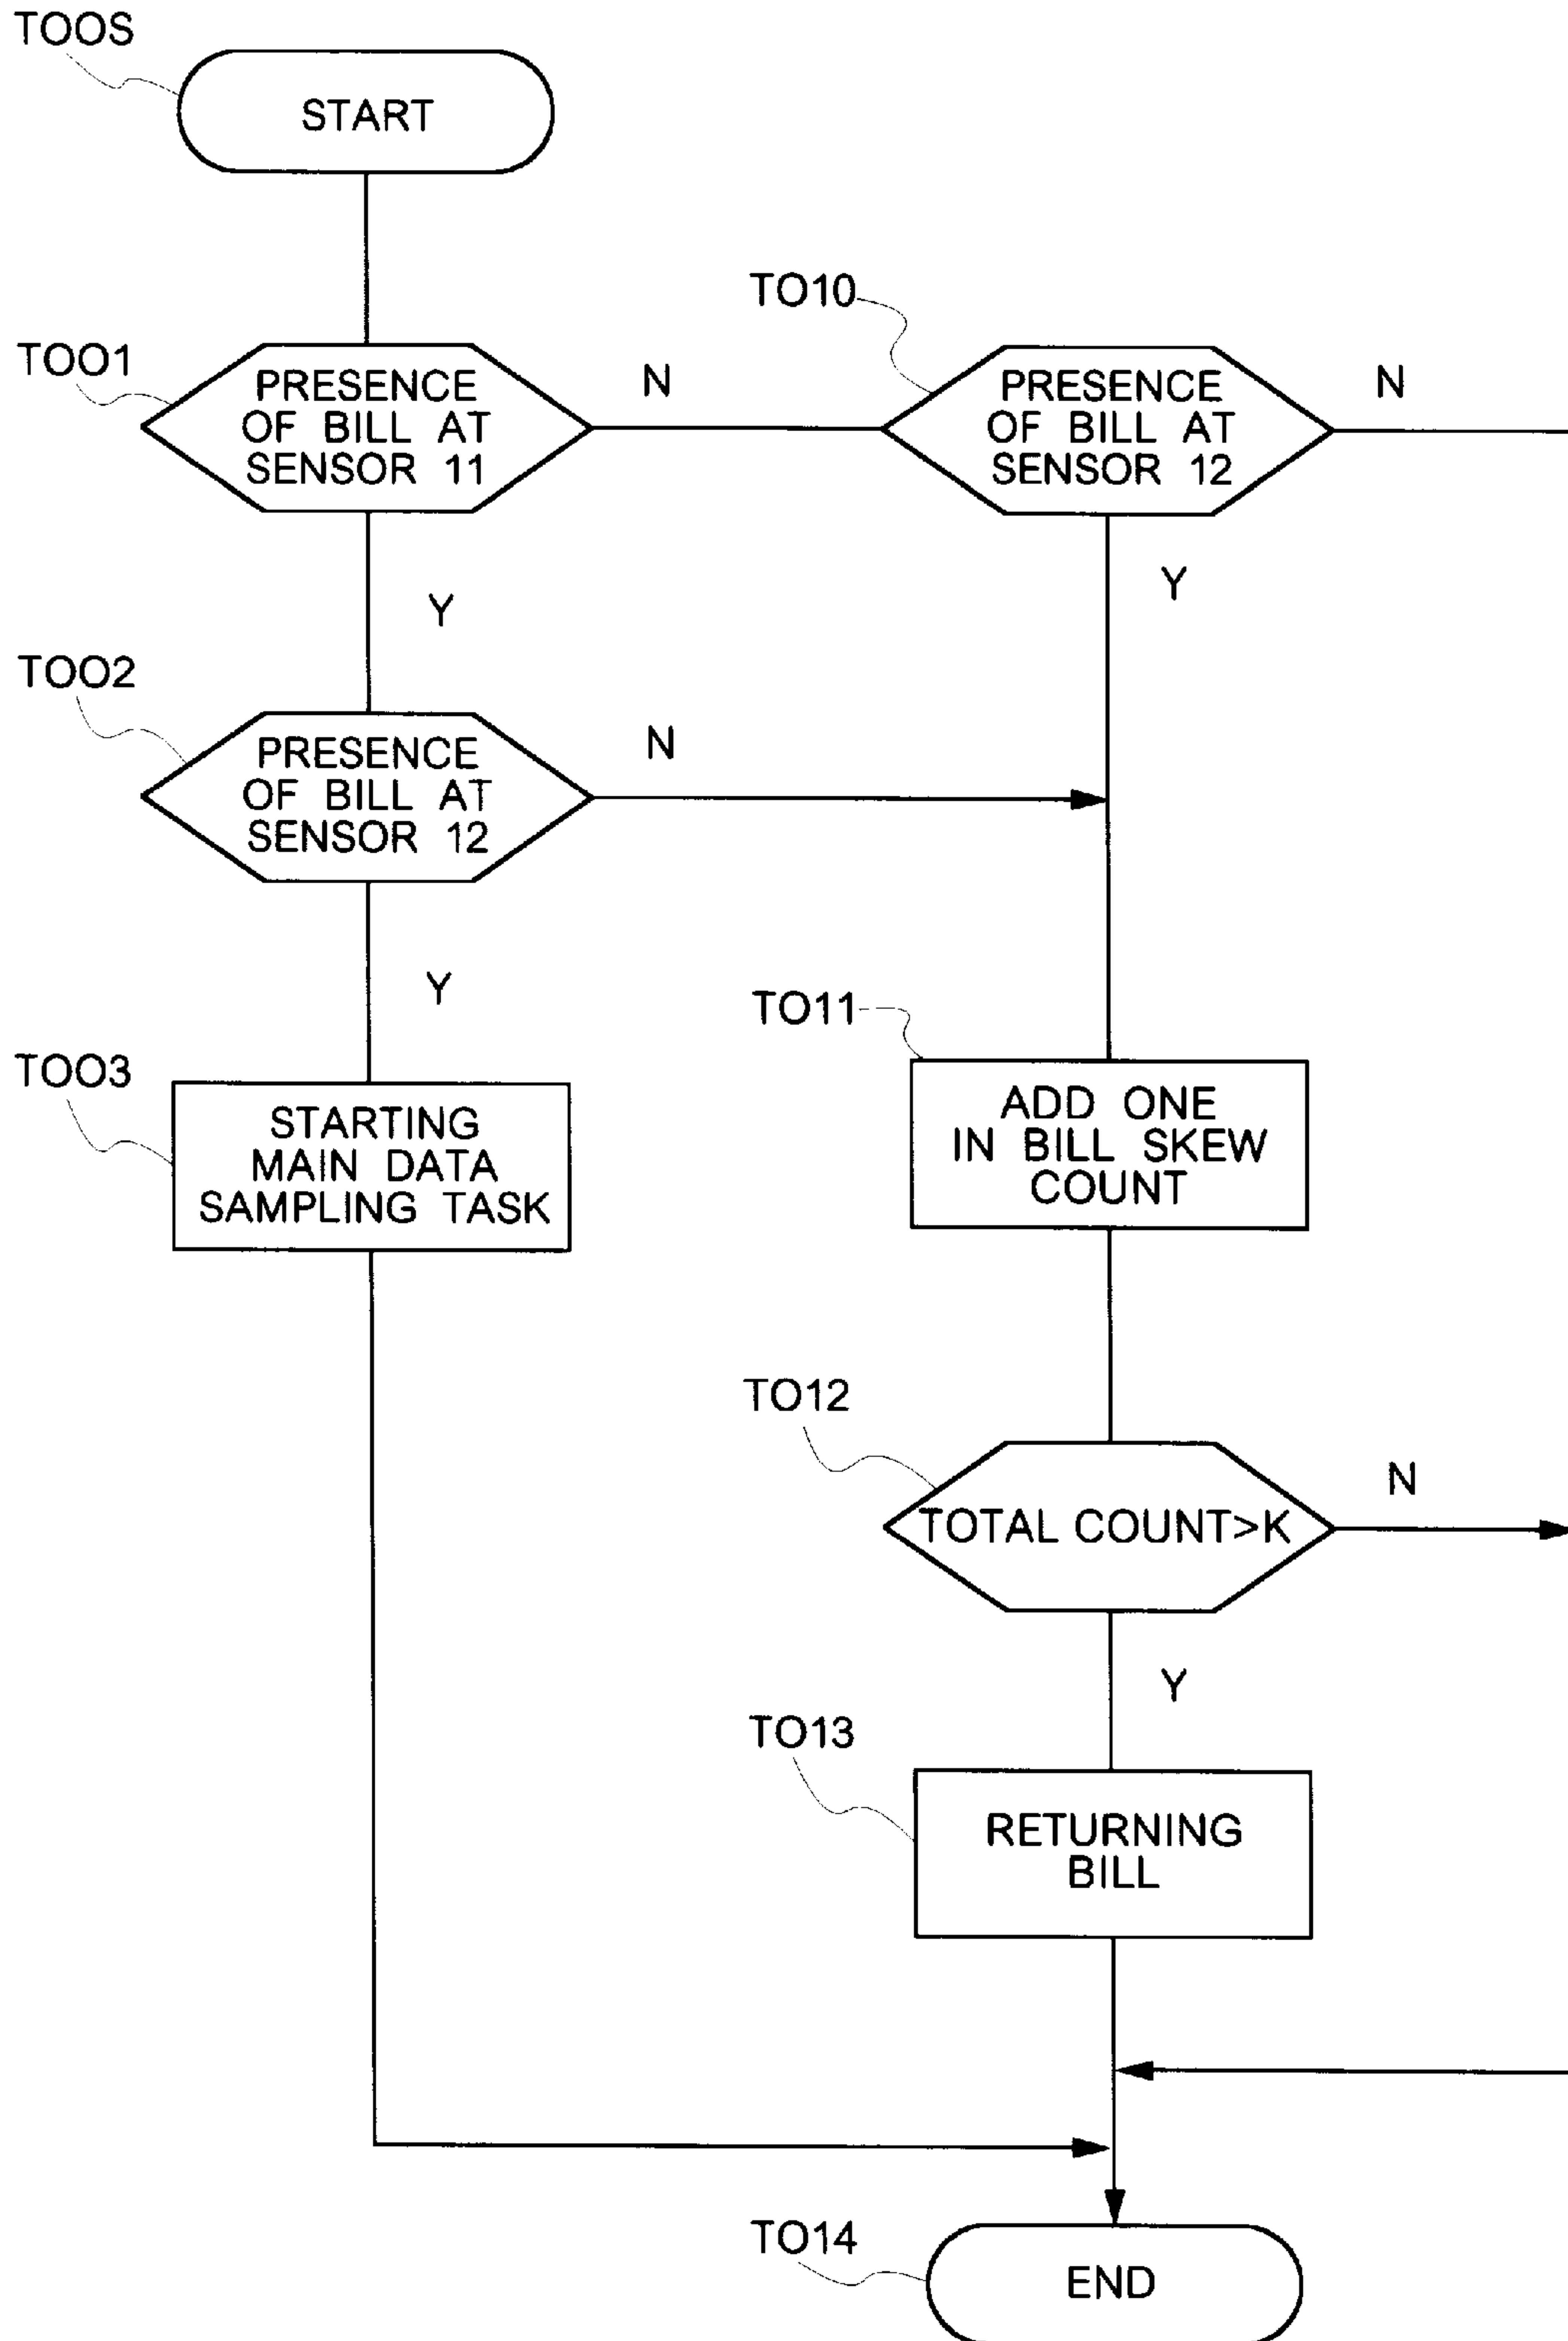 TOOS
START
TOO1
PRESENCE
OF BILL AT
SENSOR 11
N
TO10
PRESENCE
OF BILL AT
SENSOR 12
N
Y
Y
TOO2
PRESENCE
OF BILL AT
SENSOR 12
N
Y
TOO3
STARTING
MAIN DATA
SAMPLING TASK
TO11
ADD ONE
IN BILL SKEW
COUNT
TO12
TOTAL COUNT>K
N
Y
TO13
RETURNING
BILL
TO14
END